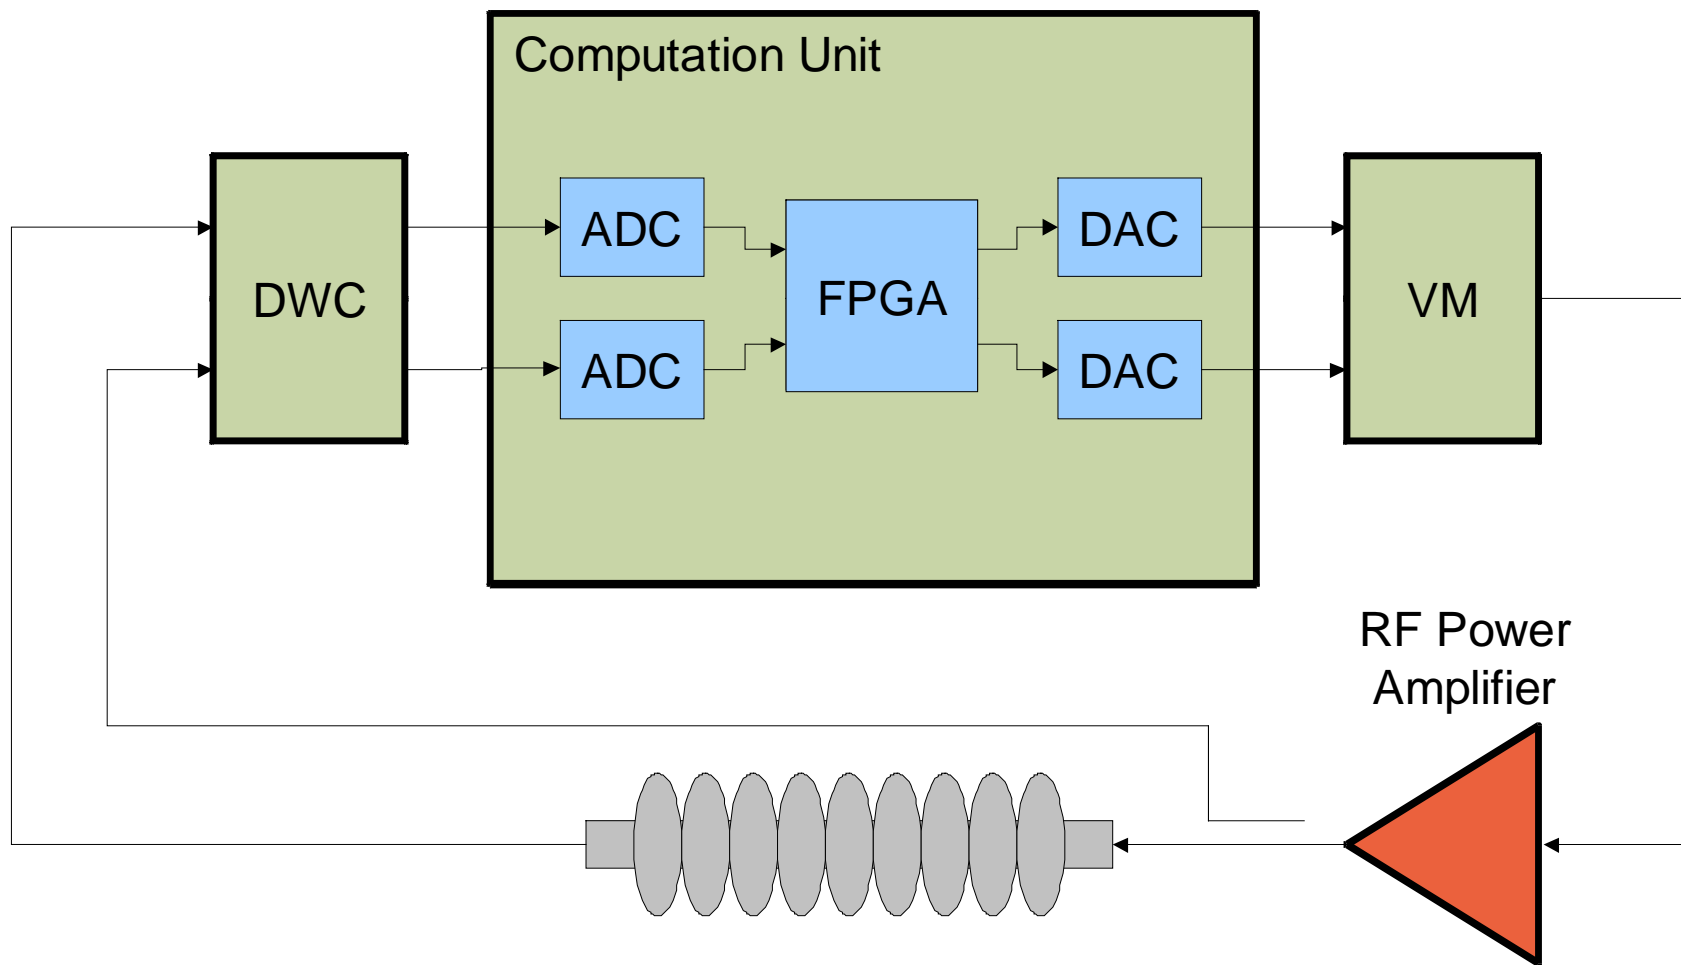 Computation Unit
ADC
DAC
DWC
FPGA
VM
ADC
DAC
RF Power
Amplifier